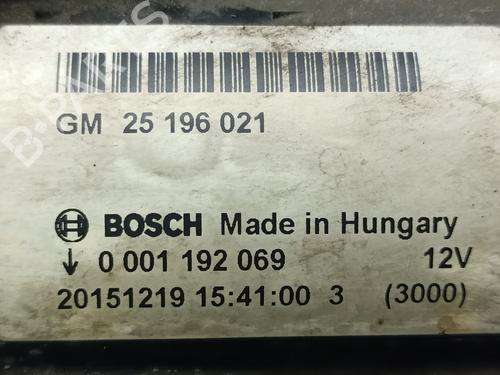 B-PARTS
GM 25 196 021
BOSCH Made in Hungary
0 001 192 069 12V
20151219 15:41:00 3 (3000)